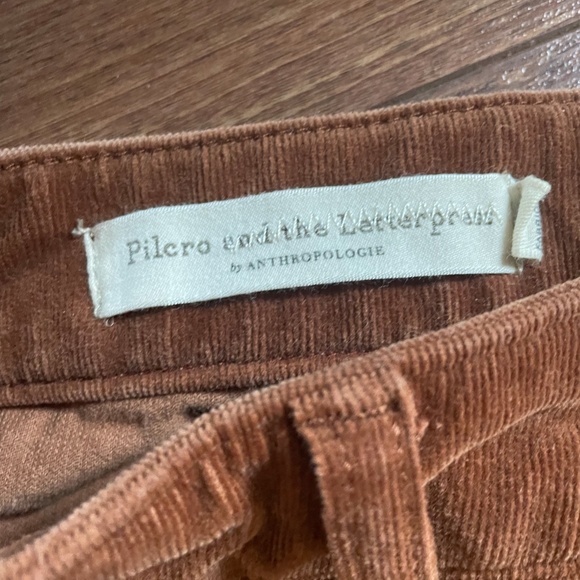 Pilcro and the Letterpress
by ANTHROPOLOGIE